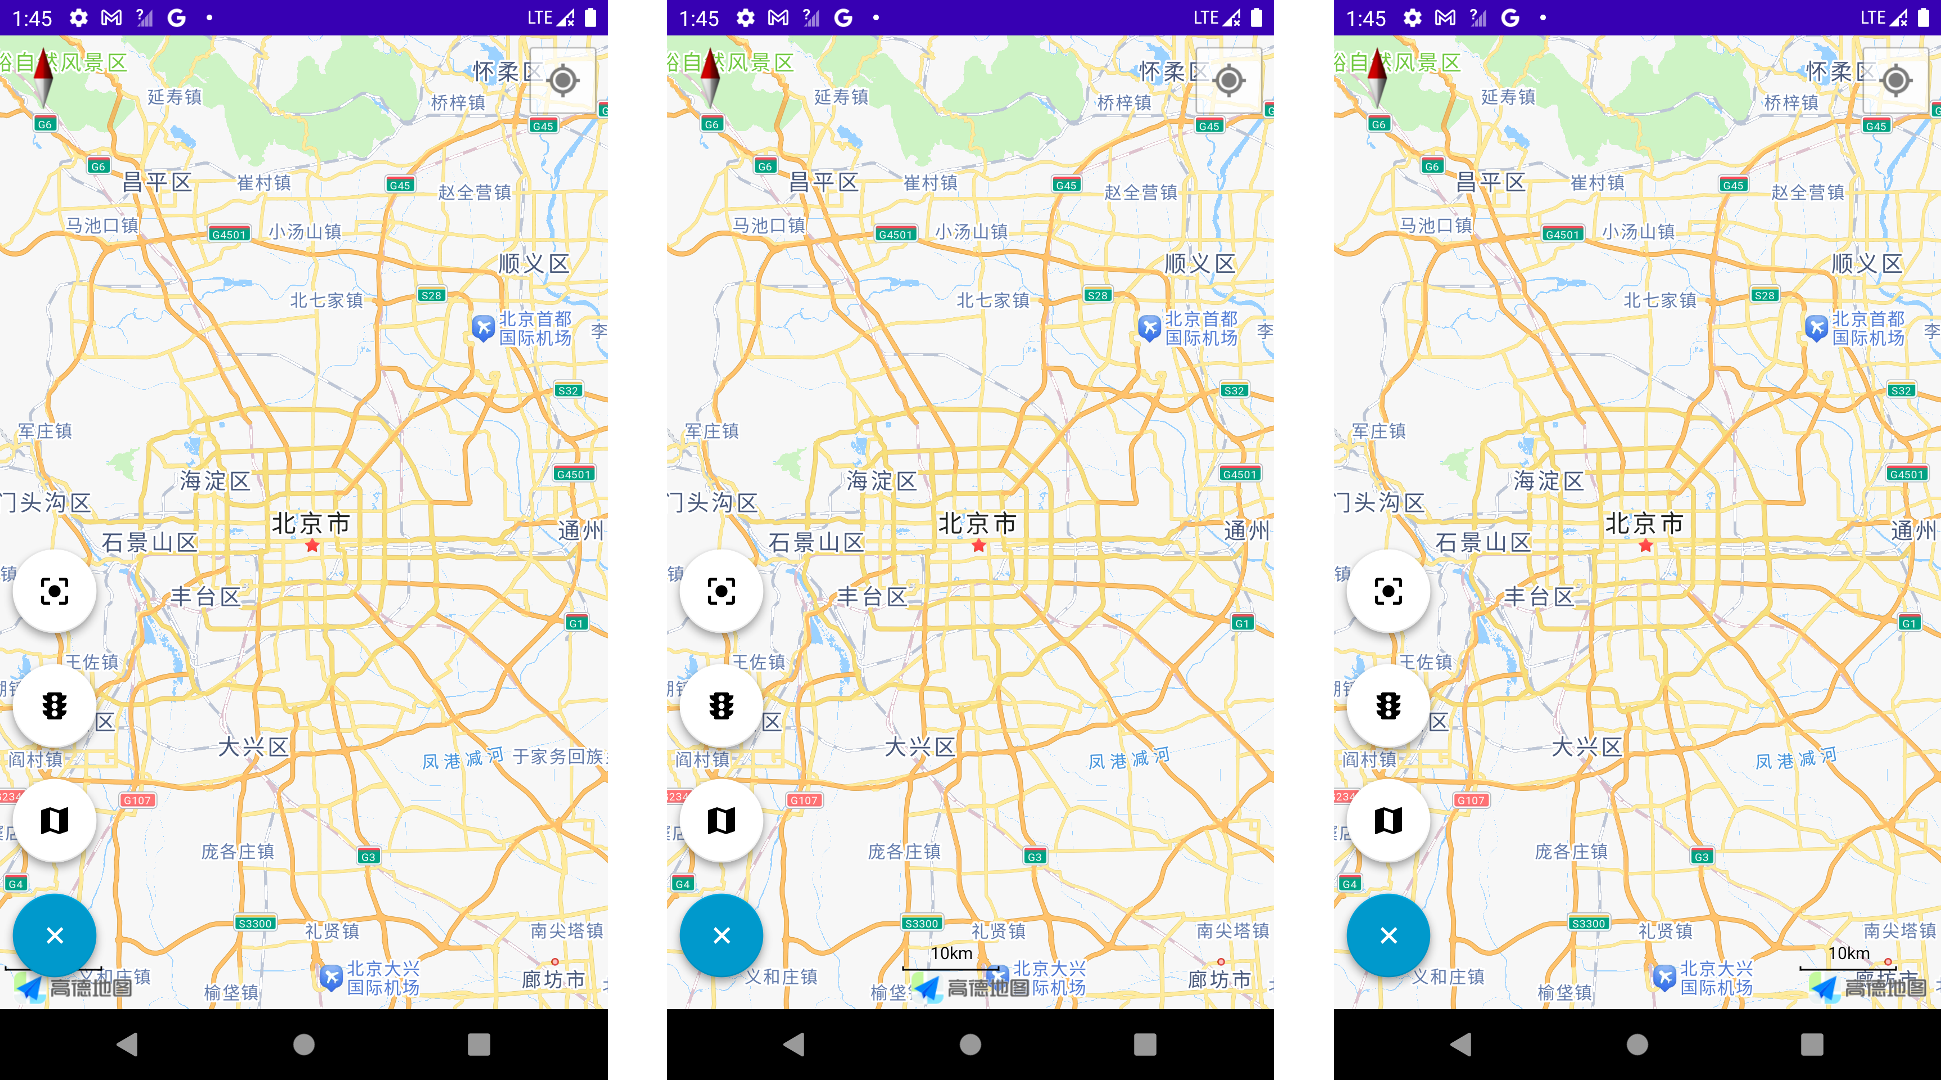 1:45
LTE
自然风景区
怀柔区
延寿镇
桥梓镇
G6
G45
G6
昌平区
崔村镇
G45
赵全营镇
马池口镇
G4501
小汤山镇
顺义区
北七家镇
S28
北京首都
国际机场
李
S32
军庄镇
G4501
海淀区
门头沟区
北京市
通州
石景山区
镇
丰台区
G1
王佐镇
区
大兴区
凤港减河
于家务回族
阎村镇
G107
庞各庄镇
G3
G4
S3300
礼贤镇
南尖塔镇
北京大兴
国际机场
义和庄镇
廊坊市
高德地图
榆垡镇
1:45
LTE
自然风景区
怀柔区
延寿镇
桥梓镇
G6
G45
G6
昌平区
崔村镇
G45
赵全营镇
马池口镇
G4501
小汤山镇
顺义区
北七家镇
S28
北京首都
国际机场
李
S32
军庄镇
G4501
海淀区
门头沟区
北京市
通州
石景山区
镇
丰台区
G1
王佐镇
区
大兴区
凤港减河
阎村镇
G107
庞各庄镇
G3
G4
S3300
礼贤镇
南尖塔镇
10km
北京大兴
国际机场
义和庄镇
廊坊市
榆垡
高德地图
1:45
LTE
自然风景区
怀柔区
延寿镇
桥梓镇
G6
G45
G6
昌平区
崔村镇
G45
赵全营镇
马池口镇
G4501
小汤山镇
顺义区
北七家镇
S28
北京首都
国际机场
李
S32
军庄镇
G4501
海淀区
门头沟区
北京市
通州
石景山区
镇
丰台区
G1
王佐镇
区
大兴区
凤港减河
阎村镇
G107
庞各庄镇
G3
G4
S3300
礼贤镇
南尖塔镇
10km
北京大兴
国际机场
义和庄镇
廊坊市
榆垡镇
高德地图